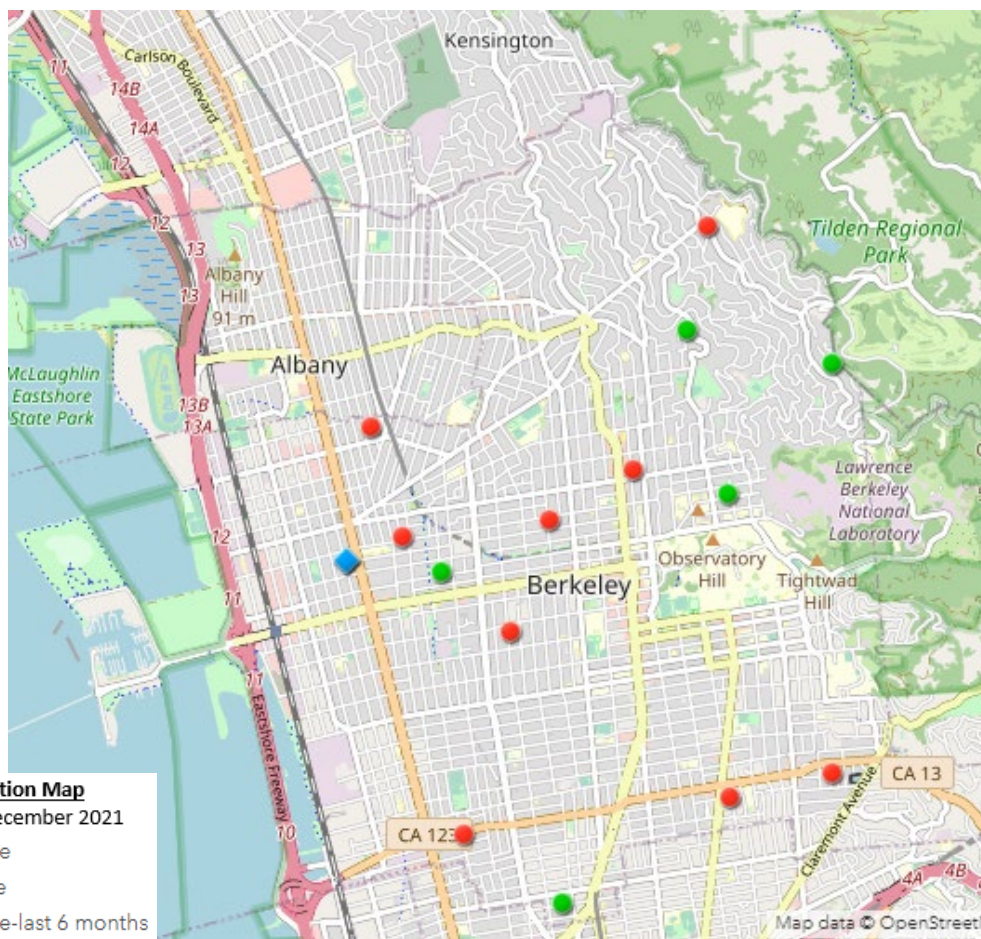 Kensington
11
Carlson Boulevard
14B
14A
12
12
Tilden Regional
Park
13
Albany
Hill
91 m
13
McLaughlin
Eastshore
State Park
Albany
13B
13A
Lawrence
Berkeley
National
Laboratory
12
Observatory
Hill
Tightwad
Hill
Berkeley
11
11
Eastshore Freeway
CA 13
tion Map
ecember 2021
10
CA 123
Claremont Avenue
e
e
e-last 6 months
4A
4B
Map data © OpenStreet